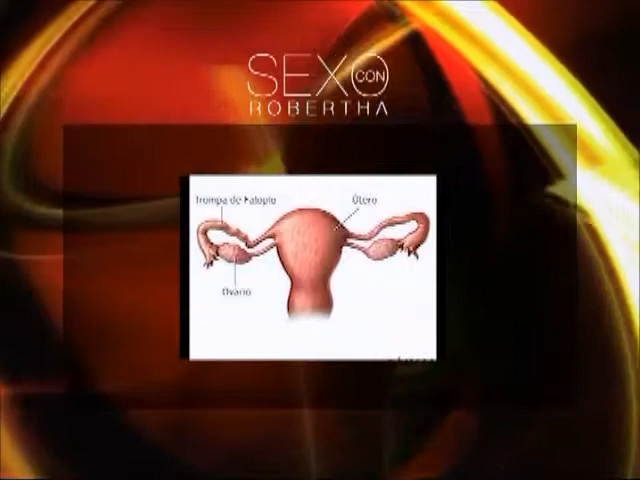 SEXO
CON
ROBERTHA
Trompa de Falopio
Útero
Ovario